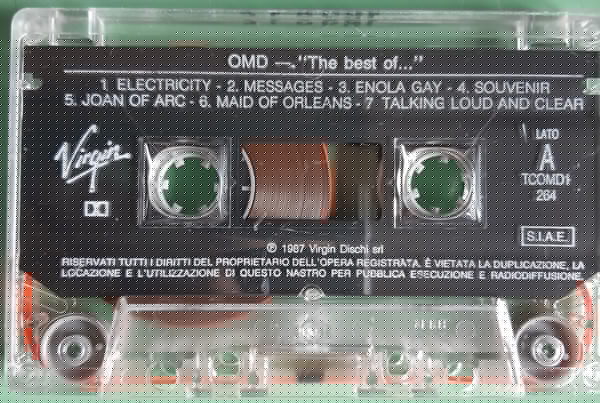 OMD — "The best of..."
1. ELECTRICITY - 2. MESSAGES - 3. ENOLA GAY - 4. SOUVENIR
5. JOAN OF ARC - 6. MAID OF ORLEANS - 7 TALKING LOUD AND CLEAR
Virgin
LATO
A
TCOMD1
264
S.I.A.E.
℗ 1987 Virgin Dischi srl
RISERVATI TUTTI I DIRITTI DEL PROPRIETARIO DELL'OPERA REGISTRATA. È VIETATA LA DUPLICAZIONE, LA
LOCAZIONE E L'UTILIZZAZIONE DI QUESTO NASTRO PER PUBBLICA ESECUZIONE E RADIODIFFUSIONE